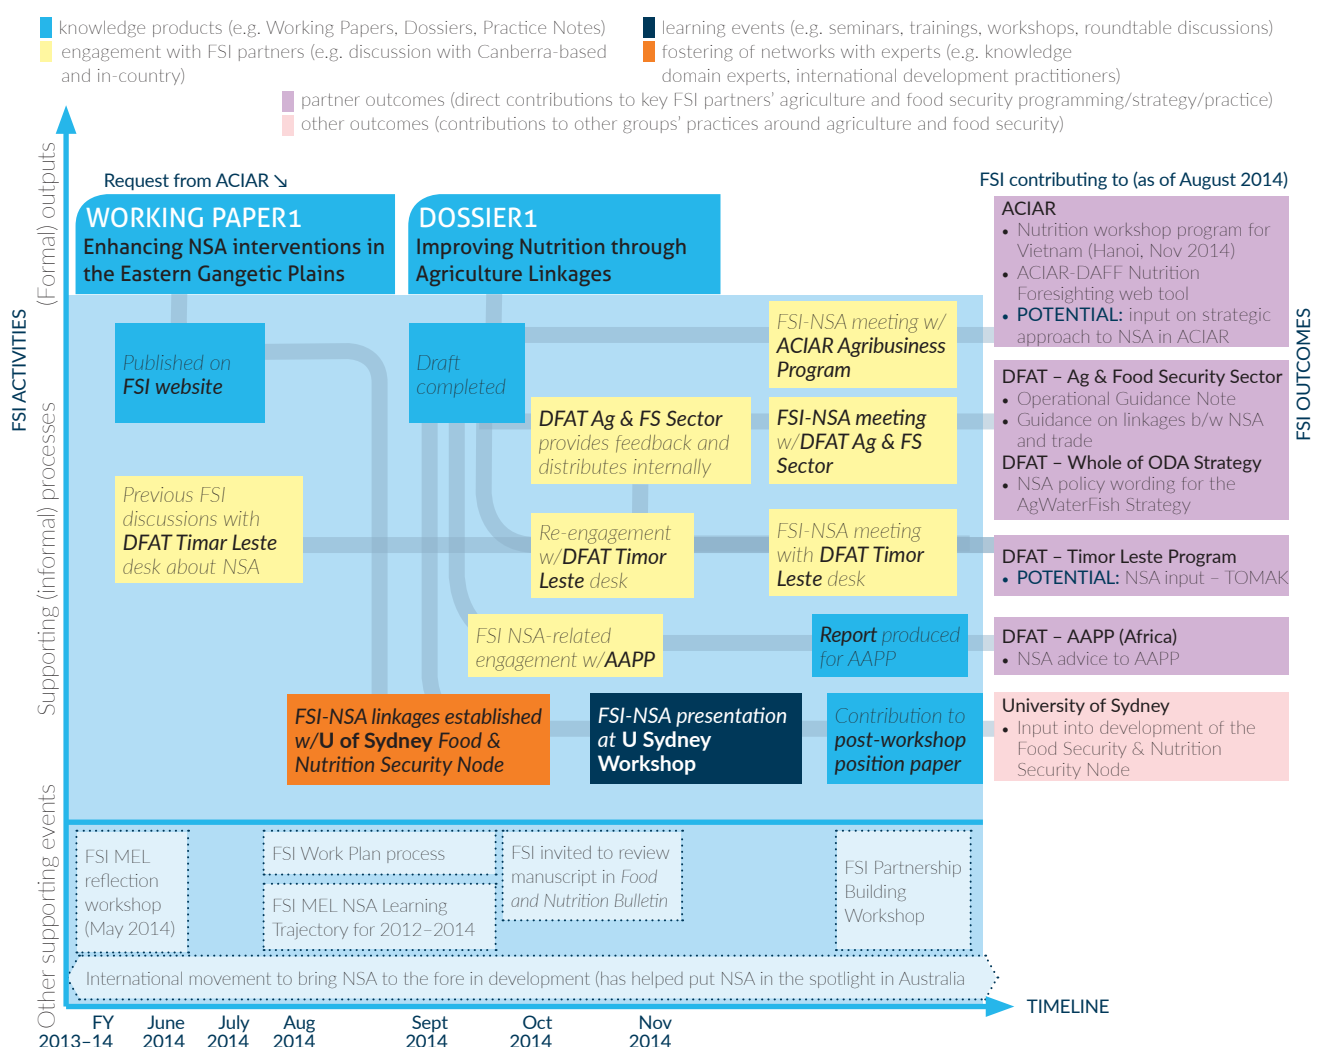 knowledge products (e.g. Working Papers, Dossiers, Practice Notes)
engagement with FSI partners (e.g. discussion with Canberra-based
and in-country)
learning events (e.g. seminars, trainings, workshops, roundtable discussions)
fostering of networks with experts (e.g. knowledge
domain experts, international development practitioners)
partner outcomes (direct contributions to key FSI partners' agriculture and food security programming/strategy/practice)
other outcomes (contributions to other groups' practices around agriculture and food security)
FSI ACTIVITIES
(Formal) outputs
Supporting (informal) processes
Other supporting events
Request from ACIAR ↘
WORKING PAPER1
Enhancing NSA interventions in
the Eastern Gangetic Plains
DOSSIER1
Improving Nutrition through
Agriculture Linkages
Published on
FSI website
Draft
completed
FSI-NSA meeting w/
ACIAR Agribusiness
Program
DFAT Ag & FS Sector
provides feedback and
distributes internally
FSI-NSA meeting
w/DFAT Ag & FS
Sector
Previous FSI
discussions with
DFAT Timar Leste
desk about NSA
Re-engagement
w/DFAT Timor
Leste desk
FSI-NSA meeting
with DFAT Timor
Leste desk
FSI NSA-related
engagement w/AAPP
Report produced
for AAPP
FSI-NSA linkages established
w/U of Sydney Food &
Nutrition Security Node
FSI-NSA presentation
at U Sydney
Workshop
Contribution to
post-workshop
position paper
FSI contributing to (as of August 2014)
ACIAR
• Nutrition workshop program for
Vietnam (Hanoi, Nov 2014)
• ACIAR-DAFF Nutrition
Foresighting web tool
• POTENTIAL: input on strategic
approach to NSA in ACIAR
DFAT – Ag & Food Security Sector
• Operational Guidance Note
• Guidance on linkages b/w NSA
and trade
DFAT – Whole of ODA Strategy
• NSA policy wording for the
AgWaterFish Strategy
DFAT – Timor Leste Program
• POTENTIAL: NSA input – TOMAK
DFAT – AAPP (Africa)
• NSA advice to AAPP
University of Sydney
• Input into development of the
Food Security & Nutrition
Security Node
FSI OUTCOMES
FSI MEL
reflection
workshop
(May 2014)
FSI Work Plan process
FSI MEL NSA Learning
Trajectory for 2012–2014
FSI invited to review
manuscript in Food
and Nutrition Bulletin
FSI Partnership
Building
Workshop
International movement to bring NSA to the fore in development (has helped put NSA in the spotlight in Australia
TIMELINE
FY
2013–14
June
2014
July
2014
Aug
2014
Sept
2014
Oct
2014
Nov
2014